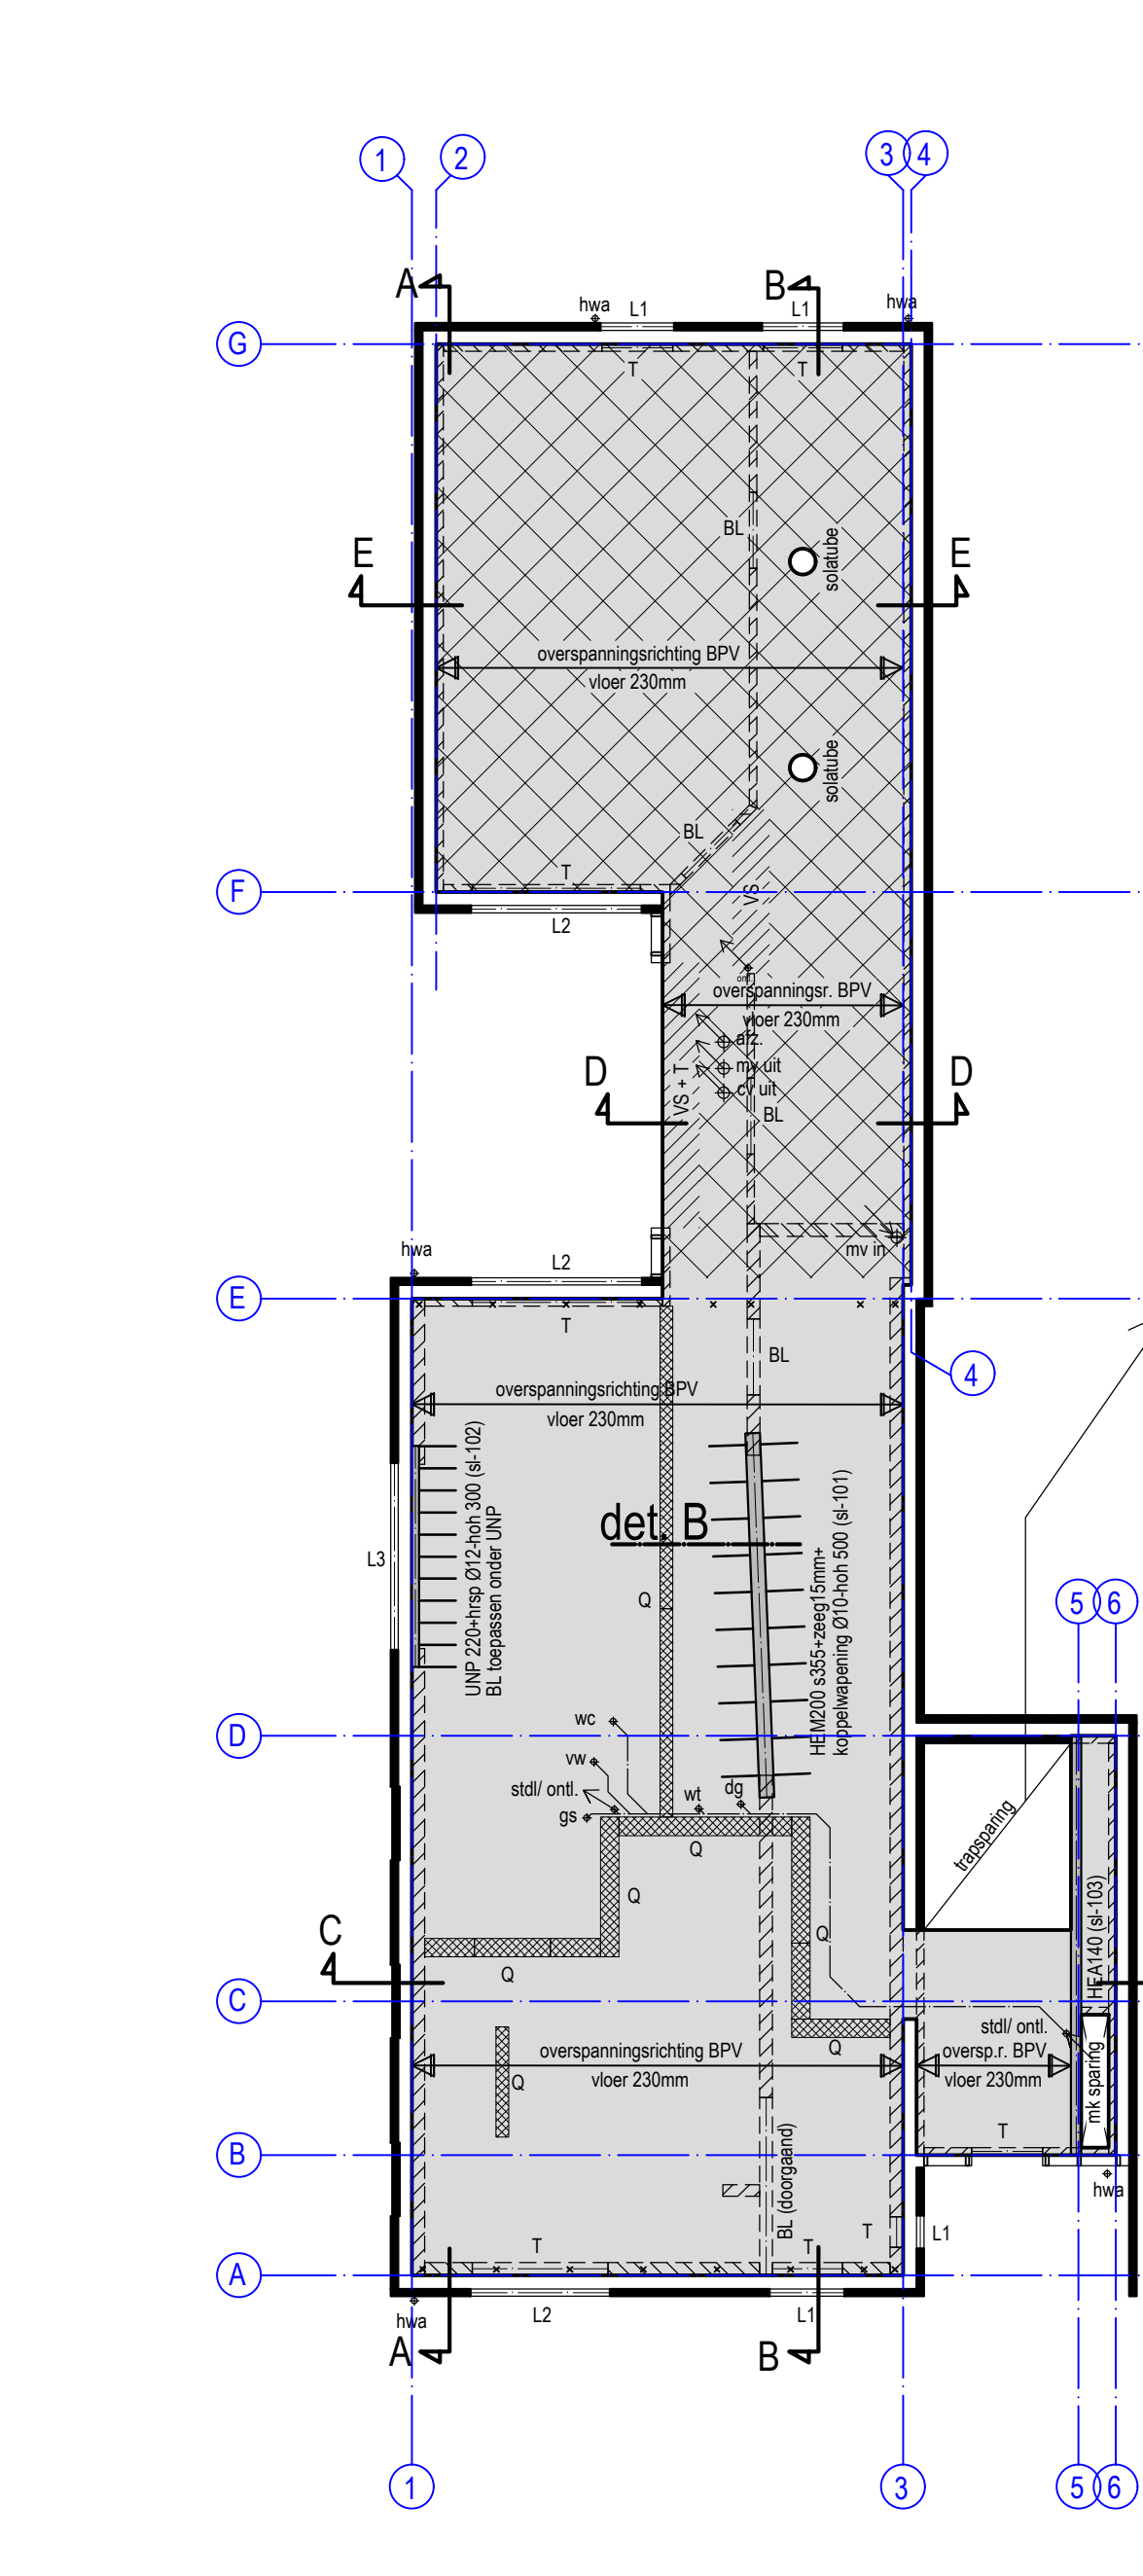 1
2
3
4
A
B
hwa
L1
L1
hwa
G
T
T
BL
solatube
E
E
overspanningsrichting BPV
vloer 230mm
solatube
BL
T
F
VS
L2
ontl.
overspanningsr. BPV
vloer 230mm
afz.
mv uit
cv uit
D
D
VS + T
BL
hwa
mv in
L2
E
T
BL
4
overspanningsrichting BPV
vloer 230mm
UNP 220+hrsp Ø12-hoh 300 (sl-102)
BL toepassen onder UNP
det. B
HEM200 s355+zeeg15mm+
koppelwapening Ø10-hoh 500 (sl-101)
L3
Q
5
6
wc
D
vw
stdl/ ontl.
gs
wt
dg
trapsparing
Q
Q
Q
C
Q
HEA140 (sl-103)
C
stdl/ ontl.
Q
overspanningsrichting BPV
vloer 230mm
oversp.r. BPV
vloer 230mm
Q
mk sparing
T
B
BL (doorgaand)
hwa
L1
T
T
T
A
hwa
L2
L1
A
B
1
3
5
6